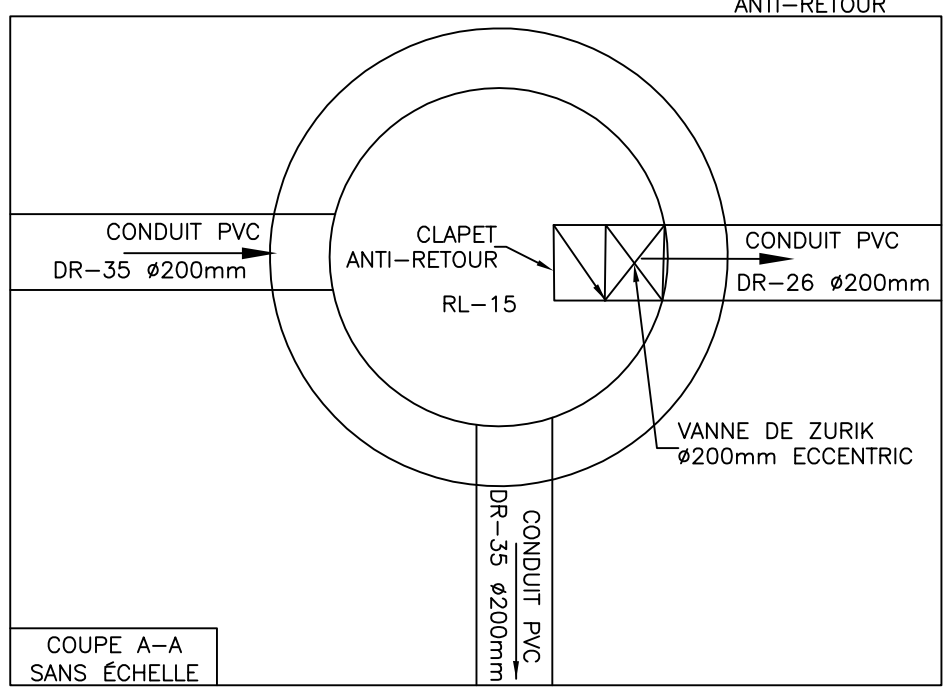 ANTI-RETOUR
CONDUIT PVC
DR-35 ø200mm
CLAPET
ANTI-RETOUR
RL-15
CONDUIT PVC
DR-26 ø200mm
VANNE DE ZURIK
ø200mm ECCENTRIC
CONDUIT PVC
DR-35 ø200mm
COUPE A-A
SANS ÉCHELLE